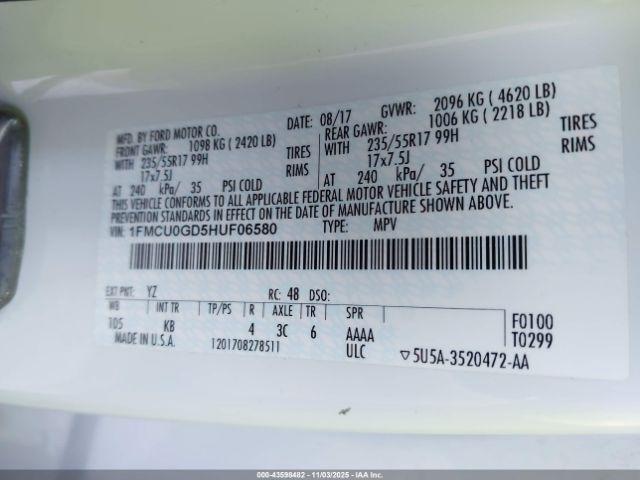 MFD. BY FORD MOTOR CO.
DATE: 08/17 GVWR: 2096 KG ( 4620 LB)
FRONT GAWR: 1098 KG ( 2420 LB)
REAR GAWR: 1006 KG ( 2218 LB)
WITH 235/55R17 99H TIRES
WITH 235/55R17 99H TIRES
17x7.5J RIMS
17x7.5J RIMS
AT 240 kPa/ 35 PSI COLD
AT 240 kPa/ 35 PSI COLD
THIS VEHICLE CONFORMS TO ALL APPLICABLE FEDERAL MOTOR VEHICLE SAFETY AND THEFT
PREVENTION STANDARDS IN EFFECT ON THE DATE OF MANUFACTURE SHOWN ABOVE.
VIN: 1FMCU0GD5HUF06580 TYPE: MPV
EXT PNT: YZ RC: 48 DSO:
WB INT TR TP/PS R AXLE TR SPR
105 KB 4 3C 6 AAAA
F0100
T0299
MADE IN U.S.A. 1201708278511 ULC
5U5A-3520472-AA
000-43598482 - 11/03/2025 - IAA Inc.